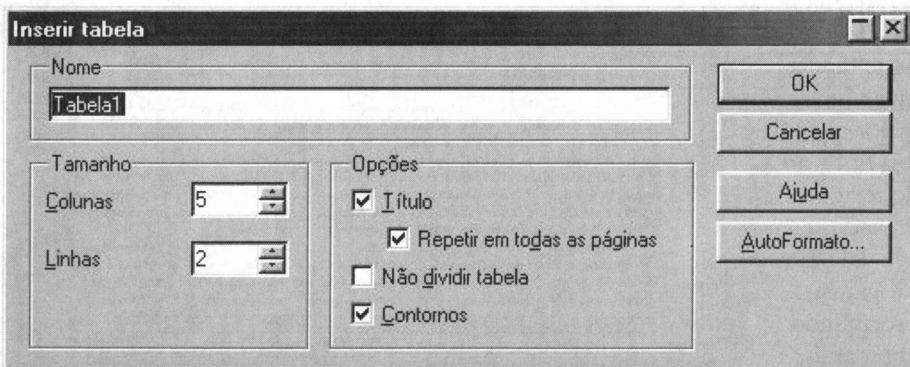 Inserir tabela
Nome
Tabela1
Tamanho
Colunas 5
Linhas 2
Opções
Título
Repetir em todas as páginas
Não dividir tabela
Contornos
OK
Cancelar
Ajuda
AutoFormato...